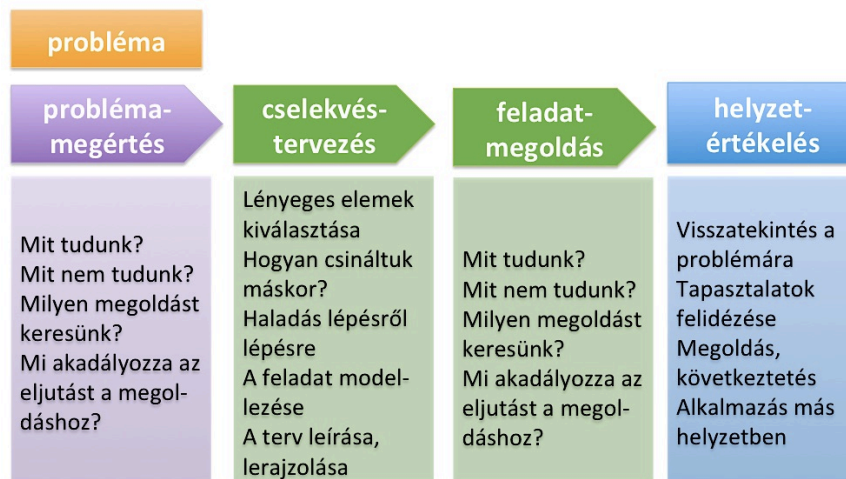 probléma
probléma-
megértés
Mit tudunk?
Mit nem tudunk?
Milyen megoldást
keresünk?
Mi akadályozza az
eljutást a megol-
dáshoz?
cselekvés-
tervezés
Lényeges elemek
kiválasztása
Hogyan csináltuk
máskor?
Haladás lépésről
lépésre
A feladat model-
lezése
A terv leírása,
lerajzolása
feladat-
megoldás
Mit tudunk?
Mit nem tudunk?
Milyen megoldást
keresünk?
Mi akadályozza az
eljutást a megol-
dáshoz?
helyzet-
értékelés
Visszatekintés a
problémára
Tapasztalatok
felidézése
Megoldás,
következtetés
Alkalmazás más
helyzetben